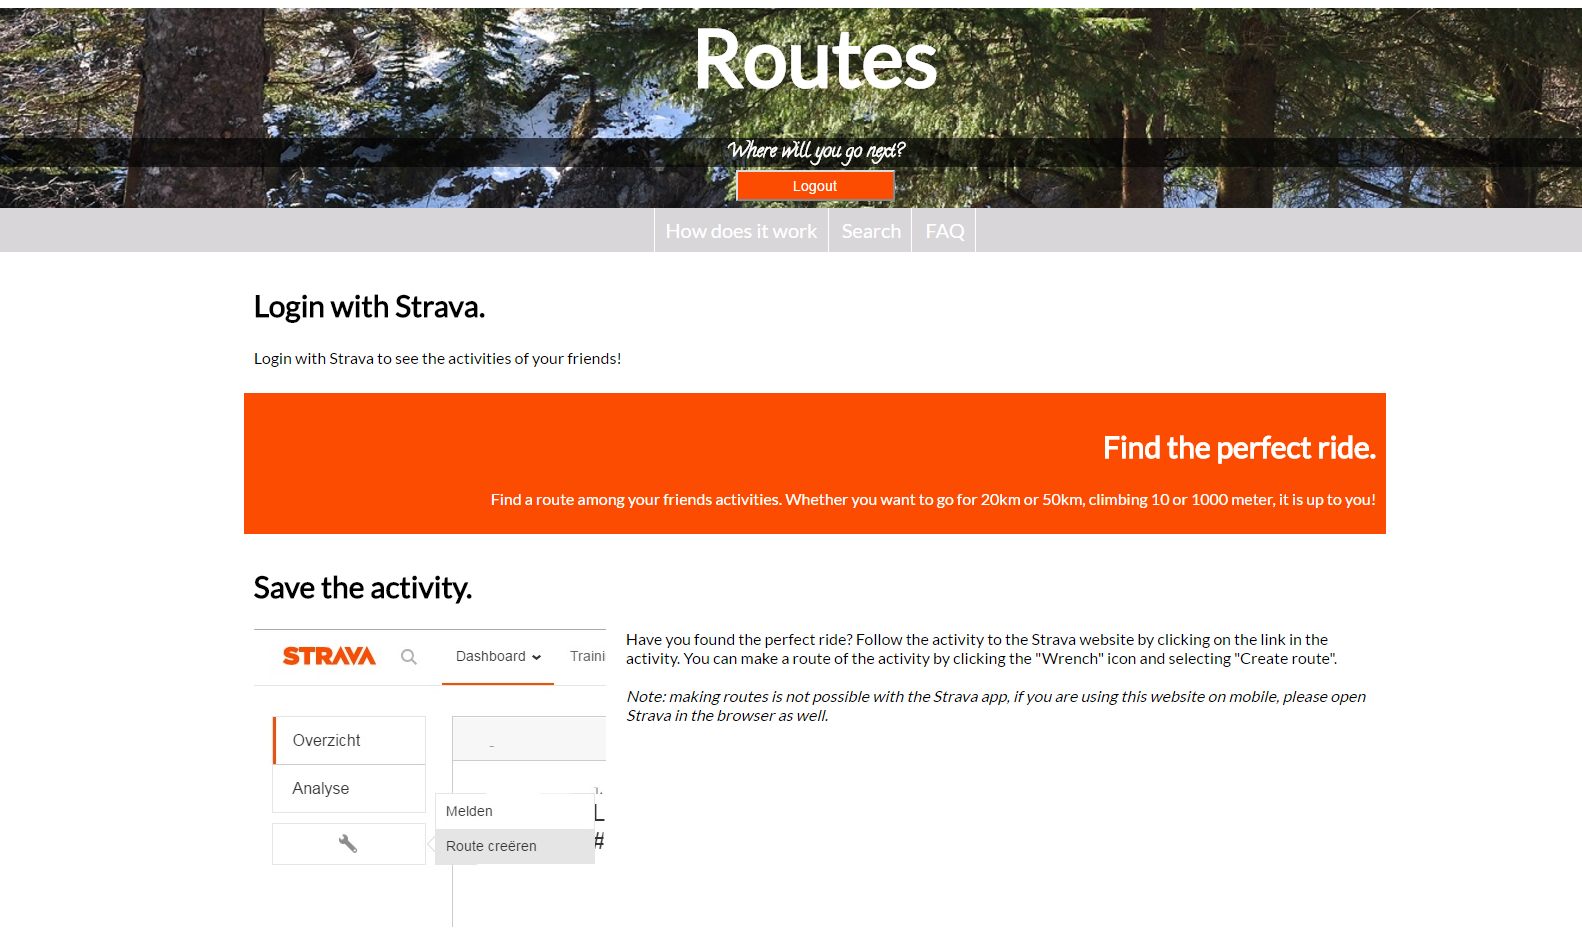 Routes
Where will you go next?
Logout
How does it work
Search
FAQ
Login with Strava.
Login with Strava to see the activities of your friends!
Find the perfect ride.
Find a route among your friends activities. Whether you want to go for 20km or 50km, climbing 10 or 1000 meter, it is up to you!
Save the activity.
STRAVA
Dashboard
Traini
Overzicht
Analyse
Melden
Route creëren
L
#
Have you found the perfect ride? Follow the activity to the Strava website by clicking on the link in the
activity. You can make a route of the activity by clicking the "Wrench" icon and selecting "Create route".
Note: making routes is not possible with the Strava app, if you are using this website on mobile, please open
Strava in the browser as well.